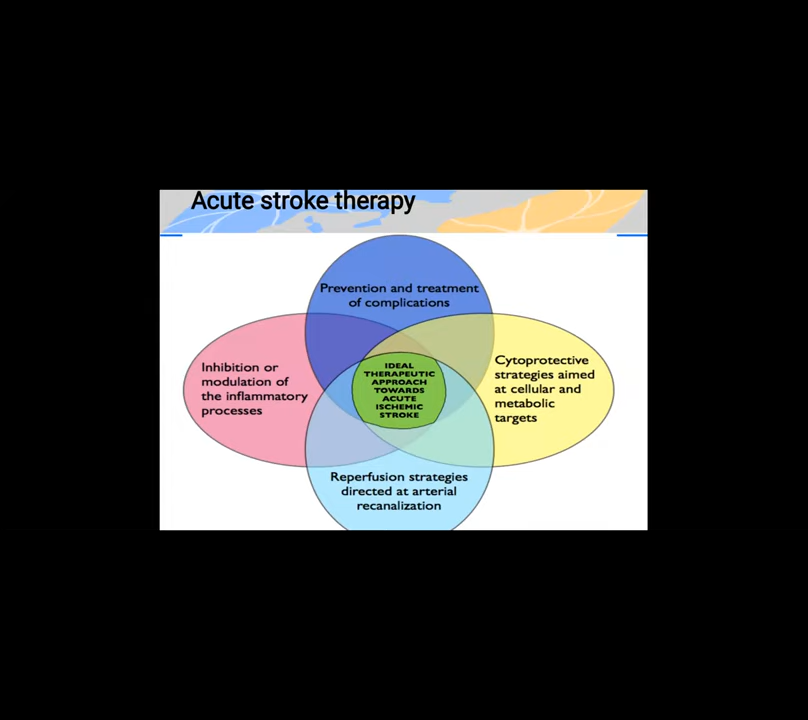 Acute stroke therapy
Prevention and treatment
of complications
Inhibition or
modulation of
the inflammatory
processes
IDEAL
THERAPEUTIC
APPROACH
TOWARDS
ACUTE
ISCHEMIC
STROKE
Cytoprotective
strategies aimed
at cellular and
metabolic
targets
Reperfusion strategies
directed at arterial
recanalization